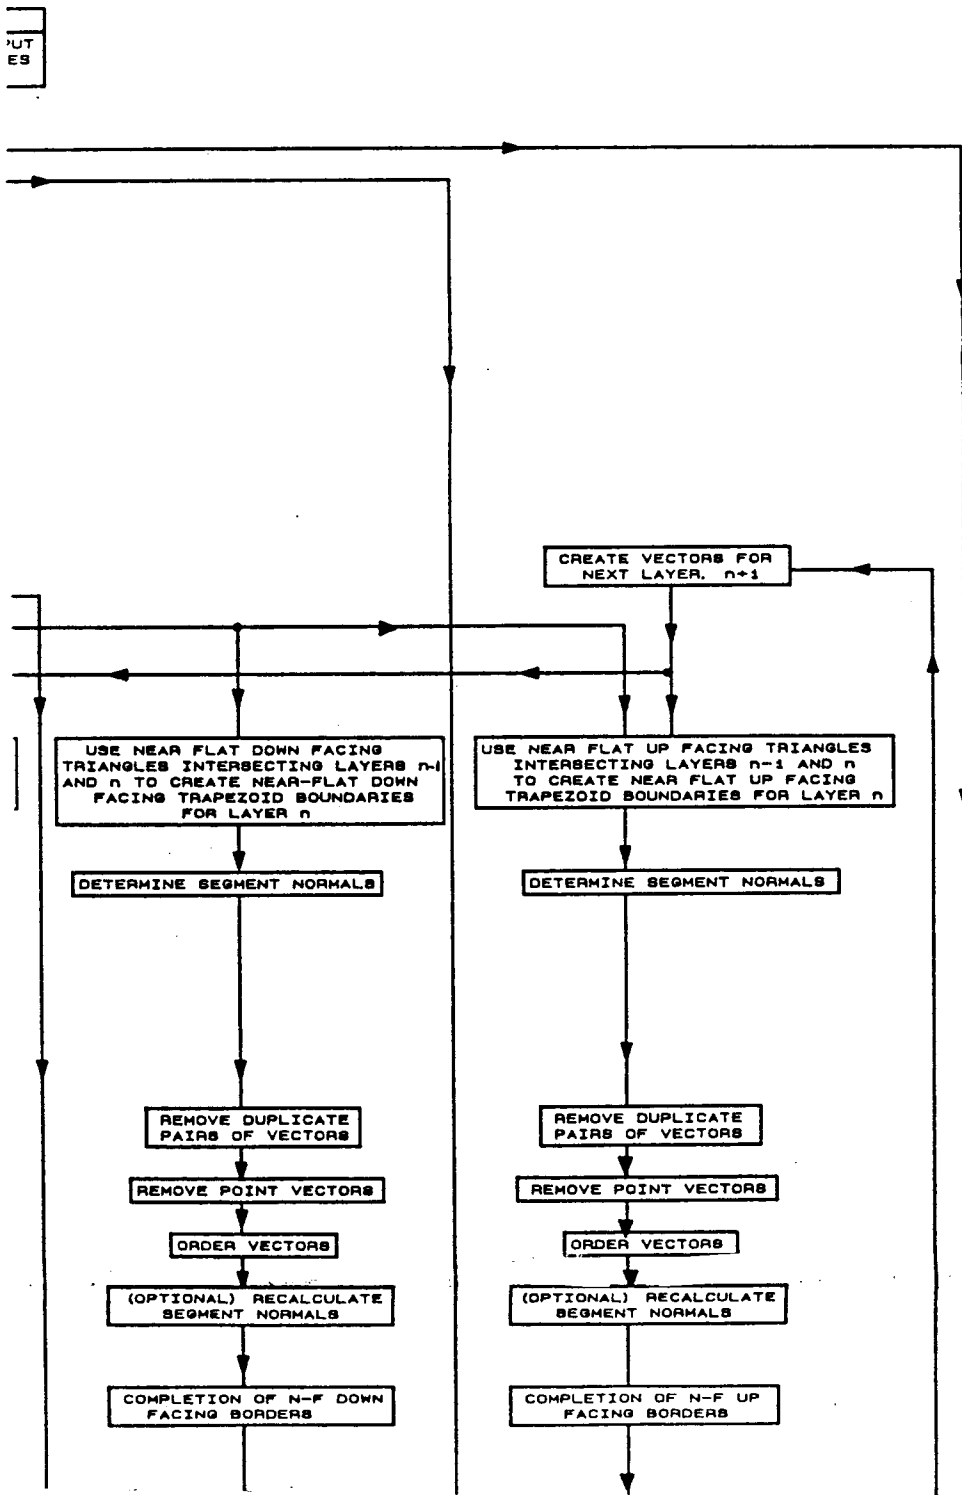 PUT
ES
CREATE VECTORS FOR
NEXT LAYER, n+1
USE NEAR FLAT DOWN FACING
TRIANGLES INTERSECTING LAYERS n-1
AND n TO CREATE NEAR-FLAT DOWN
FACING TRAPEZOID BOUNDARIES
FOR LAYER n
USE NEAR FLAT UP FACING TRIANGLES
INTERSECTING LAYERS n-1 AND n
TO CREATE NEAR FLAT UP FACING
TRAPEZOID BOUNDARIES FOR LAYER n
DETERMINE SEGMENT NORMALS
DETERMINE SEGMENT NORMALS
REMOVE DUPLICATE
PAIRS OF VECTORS
REMOVE DUPLICATE
PAIRS OF VECTORS
REMOVE POINT VECTORS
REMOVE POINT VECTORS
ORDER VECTORS
ORDER VECTORS
(OPTIONAL) RECALCULATE
SEGMENT NORMALS
(OPTIONAL) RECALCULATE
SEGMENT NORMALS
COMPLETION OF N-F DOWN
FACING BORDERS
COMPLETION OF N-F UP
FACING BORDERS